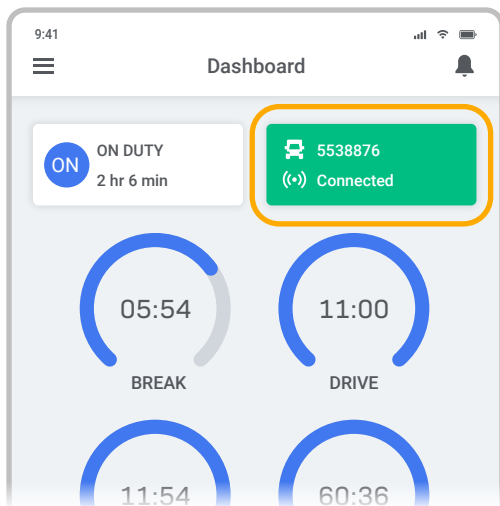 9:41
Dashboard
ON
ON DUTY
2 hr 6 min
5538876
Connected
05:54
11:00
BREAK
DRIVE
11:54
60:36